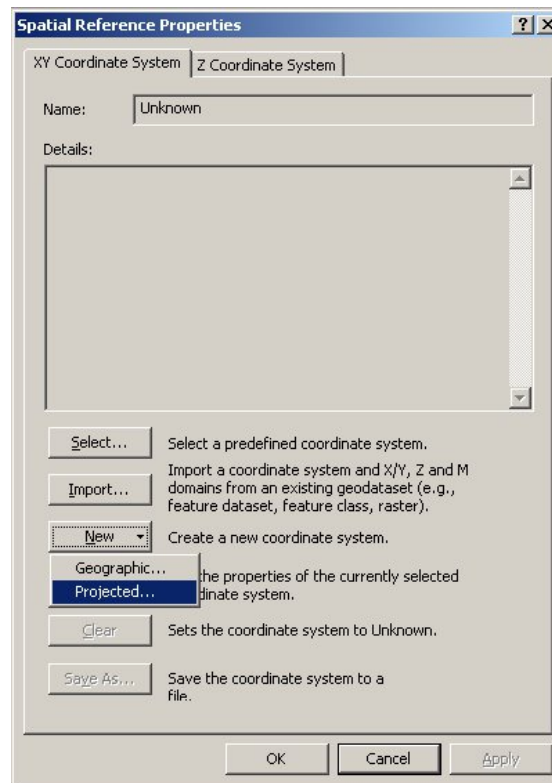 Spatial Reference Properties
XY Coordinate System
Z Coordinate System
Name:
Unknown
Details:
Select...
Select a predefined coordinate system.
Import...
Import a coordinate system and X/Y, Z and M
domains from an existing geodataset (e.g.,
feature dataset, feature class, raster).
New
Create a new coordinate system.
Geographic...
Projected...
the properties of the currently selected
dinate system.
Clear
Sets the coordinate system to Unknown.
Save As...
Save the coordinate system to a
file.
OK
Cancel
Apply